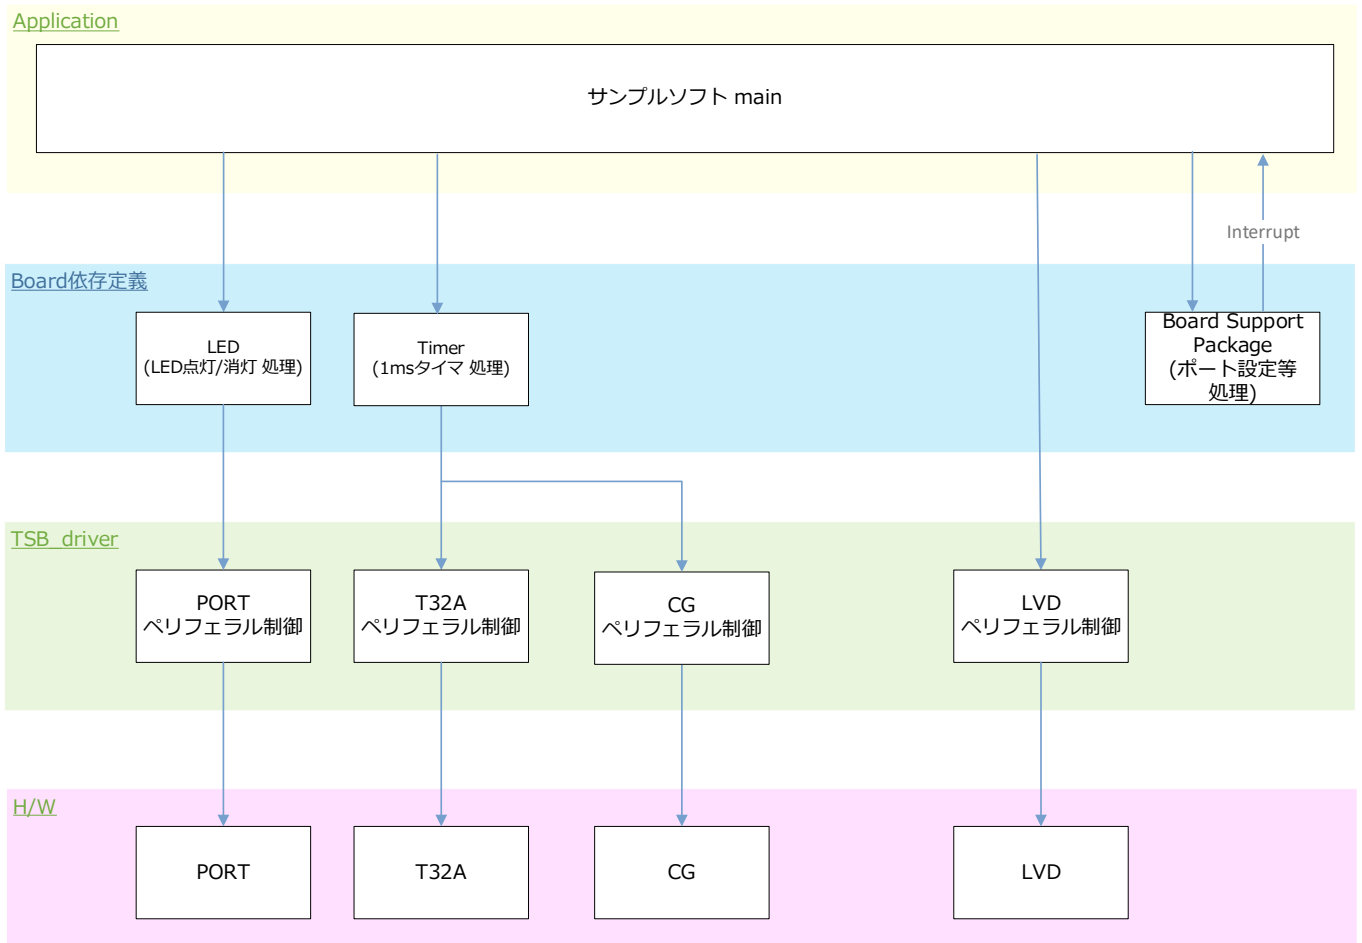 Application
サンプルソフト main
Interrupt
Board依存定義
LED
(LED点灯/消灯 処理)
Timer
(1msタイマ 処理)
Board Support
Package
(ポート設定等
処理)
TSB_driver
PORT
ペリフェラル制御
T32A
ペリフェラル制御
CG
ペリフェラル制御
LVD
ペリフェラル制御
H/W
PORT
T32A
CG
LVD